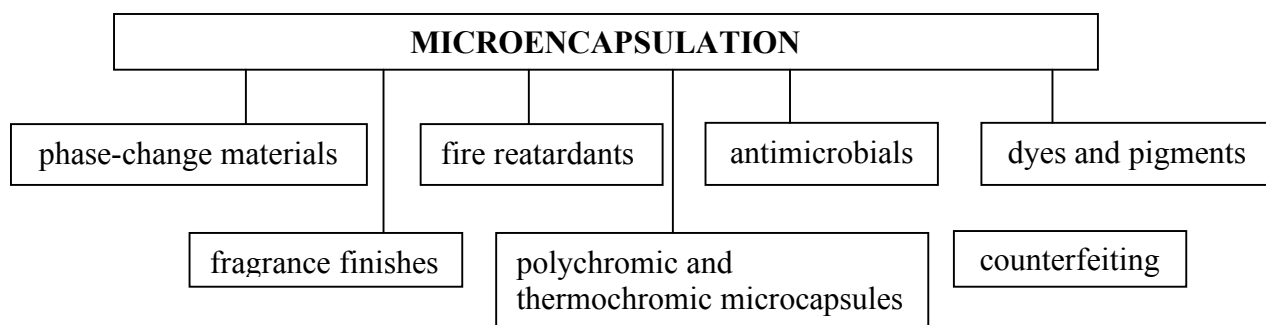 MICROENCAPSULATION
phase-change materials
fire reatardants
antimicrobials
dyes and pigments
fragrance finishes
polychromic and
thermochromic microcapsules
counterfeiting